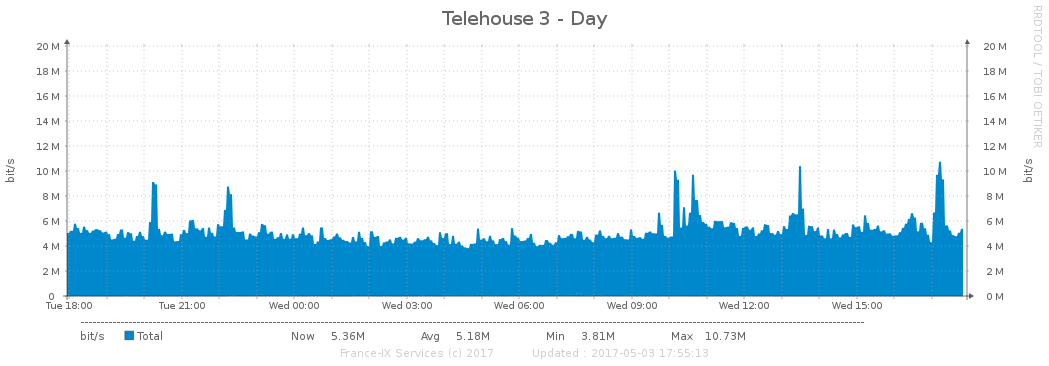 Telehouse 3 - Day
RRDTOOL / TOBI OETIKER
bit/s
20 M 20 M
18 M 18 M
16 M 16 M
14 M 14 M
12 M 12 M
10 M 10 M
8 M 8 M
6 M 6 M
4 M 4 M
2 M 2 M
0 0 M
bit/s
Tue 18:00 Tue 21:00 Wed 00:00 Wed 03:00 Wed 06:00 Wed 09:00 Wed 12:00 Wed 15:00
bit/s Total Now 5.36M Avg 5.18M Min 3.81M Max 10.73M
France-IX Services (c) 2017 Updated : 2017-05-03 17:55:13